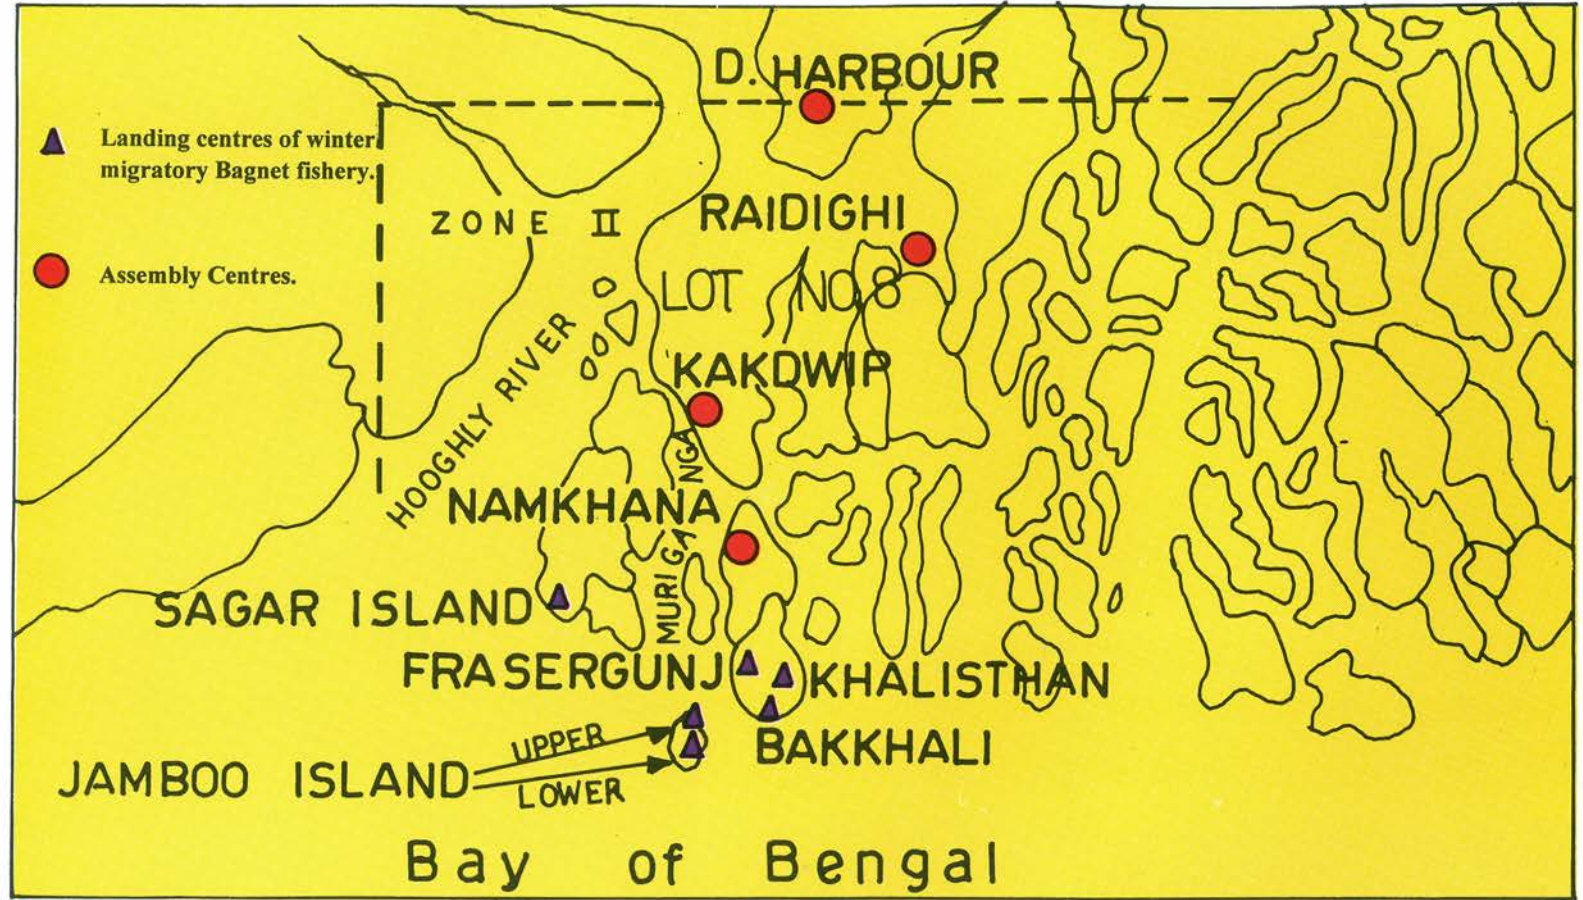 D. HARBOUR
Landing centres of winter
migratory Bagnet fishery.
ZONE II
RAIDIGHI
Assembly Centres.
LOT NO 8
HOOGHLY RIVER
KAKDWIP
NAMKHANA
MURIGANGA
SAGAR ISLAND
FRASERGUNJ
KHALISTHAN
UPPER
BAKKHALI
JAMBOO ISLAND
LOWER
Bay of Bengal